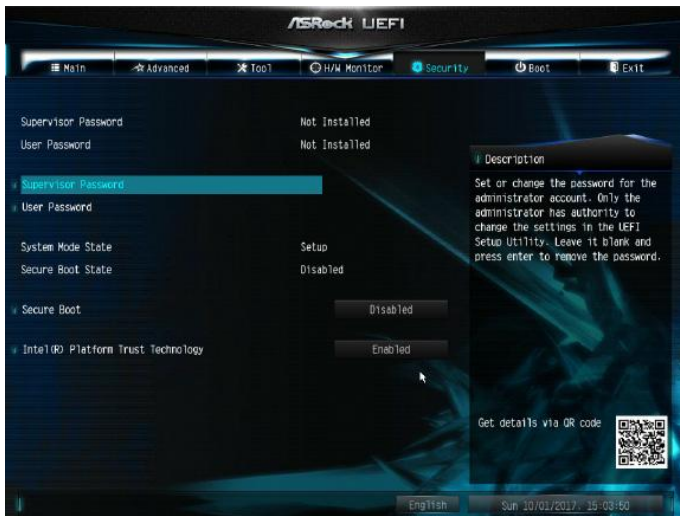 ASRock UEFI
Main Advanced Tool H/W Monitor Security Boot Exit
Supervisor Password Not Installed
User Password Not Installed
Supervisor Password
User Password
System Mode State Setup
Secure Boot State Disabled
Secure Boot Disabled
Intel(R) Platform Trust Technology Enabled
Description
Set or change the password for the
administrator account. Only the
administrator has authority to
change the settings in the UEFI
Setup Utility. Leave it blank and
press enter to remove the password.
Get details via QR code
English Sun 10/01/2017. 15:03:50